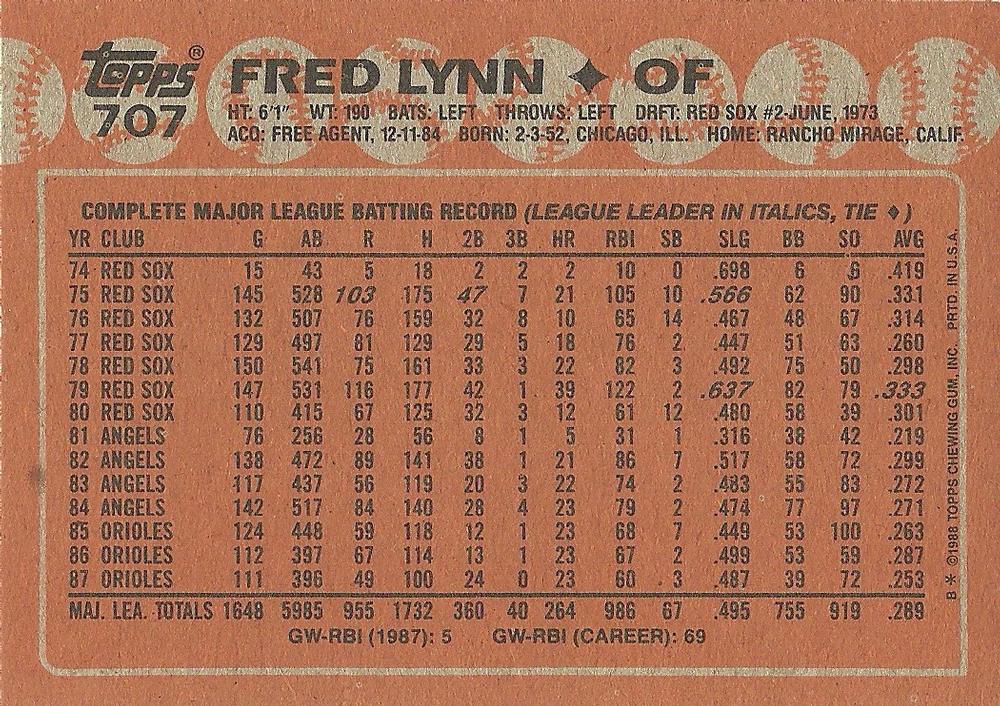 Topps®
707
FRED LYNN ♦ OF
HT: 6'1" WT: 190 BATS: LEFT THROWS: LEFT DRFT: RED SOX #2-JUNE, 1973
ACQ: FREE AGENT, 12-11-84 BORN: 2-3-52, CHICAGO, ILL. HOME: RANCHO MIRAGE, CALIF.
COMPLETE MAJOR LEAGUE BATTING RECORD (LEAGUE LEADER IN ITALICS, TIE ♦)
YR CLUB G AB R H 2B 3B HR RBI SB SLG BB SO AVG
74 RED SOX 15 43 5 18 2 2 2 10 0 .698 6 6 .419
75 RED SOX 145 528 103 175 47 7 21 105 10 .566 62 90 .331
76 RED SOX 132 507 76 159 32 8 10 65 14 .467 48 67 .314
77 RED SOX 129 497 81 129 29 5 18 76 2 .447 51 63 .260
78 RED SOX 150 541 75 161 33 3 22 82 3 .492 75 50 .298
79 RED SOX 147 531 116 177 42 1 39 122 2 .637 82 79 .333
80 RED SOX 110 415 67 125 32 3 12 61 12 .480 58 39 .301
81 ANGELS 76 256 28 56 8 1 5 31 1 .316 38 42 .219
82 ANGELS 138 472 89 141 38 1 21 86 7 .517 58 72 .299
83 ANGELS 117 437 56 119 20 3 22 74 2 .483 55 83 .272
84 ANGELS 142 517 84 140 28 4 23 79 2 .474 77 97 .271
85 ORIOLES 124 448 59 118 12 1 23 68 7 .449 53 100 .263
86 ORIOLES 112 397 67 114 13 1 23 67 2 .499 53 59 .287
87 ORIOLES 111 396 49 100 24 0 23 60 3 .487 39 72 .253
MAJ. LEA. TOTALS 1648 5985 955 1732 360 40 264 986 67 .495 755 919 .289
GW-RBI (1987): 5 GW-RBI (CAREER): 69
B * ©1988 TOPPS CHEWING GUM, INC. PRTD. IN U.S.A.